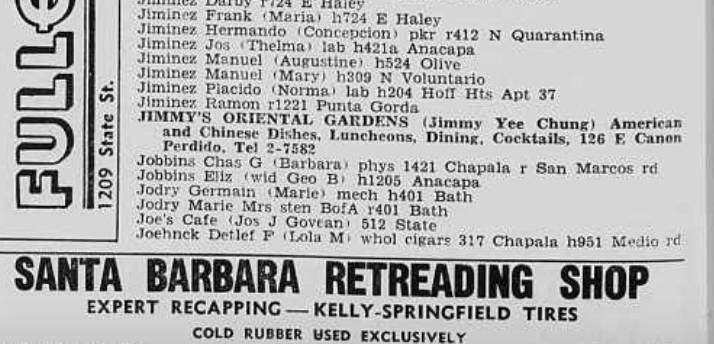 FULL
1209 State St.
Jiminez Darby r724 E Haley
Jiminez Frank (Maria) h724 E Haley
Jiminez Hermando (Concepcion) pkr r412 N Quarantina
Jiminez Jos (Thelma) lab h421a Anacapa
Jiminez Manuel (Augustine) h524 Olive
Jiminez Manuel (Mary) h309 N Voluntario
Jiminez Placido (Norma) lab h204 Hoff Hts Apt 37
Jiminez Ramon r1221 Punta Gorda
JIMMY'S ORIENTAL GARDENS (Jimmy Yee Chung) American
and Chinese Dishes, Luncheons, Dining, Cocktails, 126 E Canon
Perdido, Tel 2-7582
Jobbins Chas G (Barbara) phys 1421 Chapala r San Marcos rd
Jobbins Eliz (wid Geo B) h1205 Anacapa
Jodry Germain (Marie) mech h401 Bath
Jodry Marie Mrs sten BofA r401 Bath
Joe's Cafe (Jos J Govean) 512 State
Joehnck Detlef F (Lola M) whol cigars 317 Chapala h951 Medio rd
SANTA BARBARA RETREADING SHOP
EXPERT RECAPPING — KELLY-SPRINGFIELD TIRES
COLD RUBBER USED EXCLUSIVELY